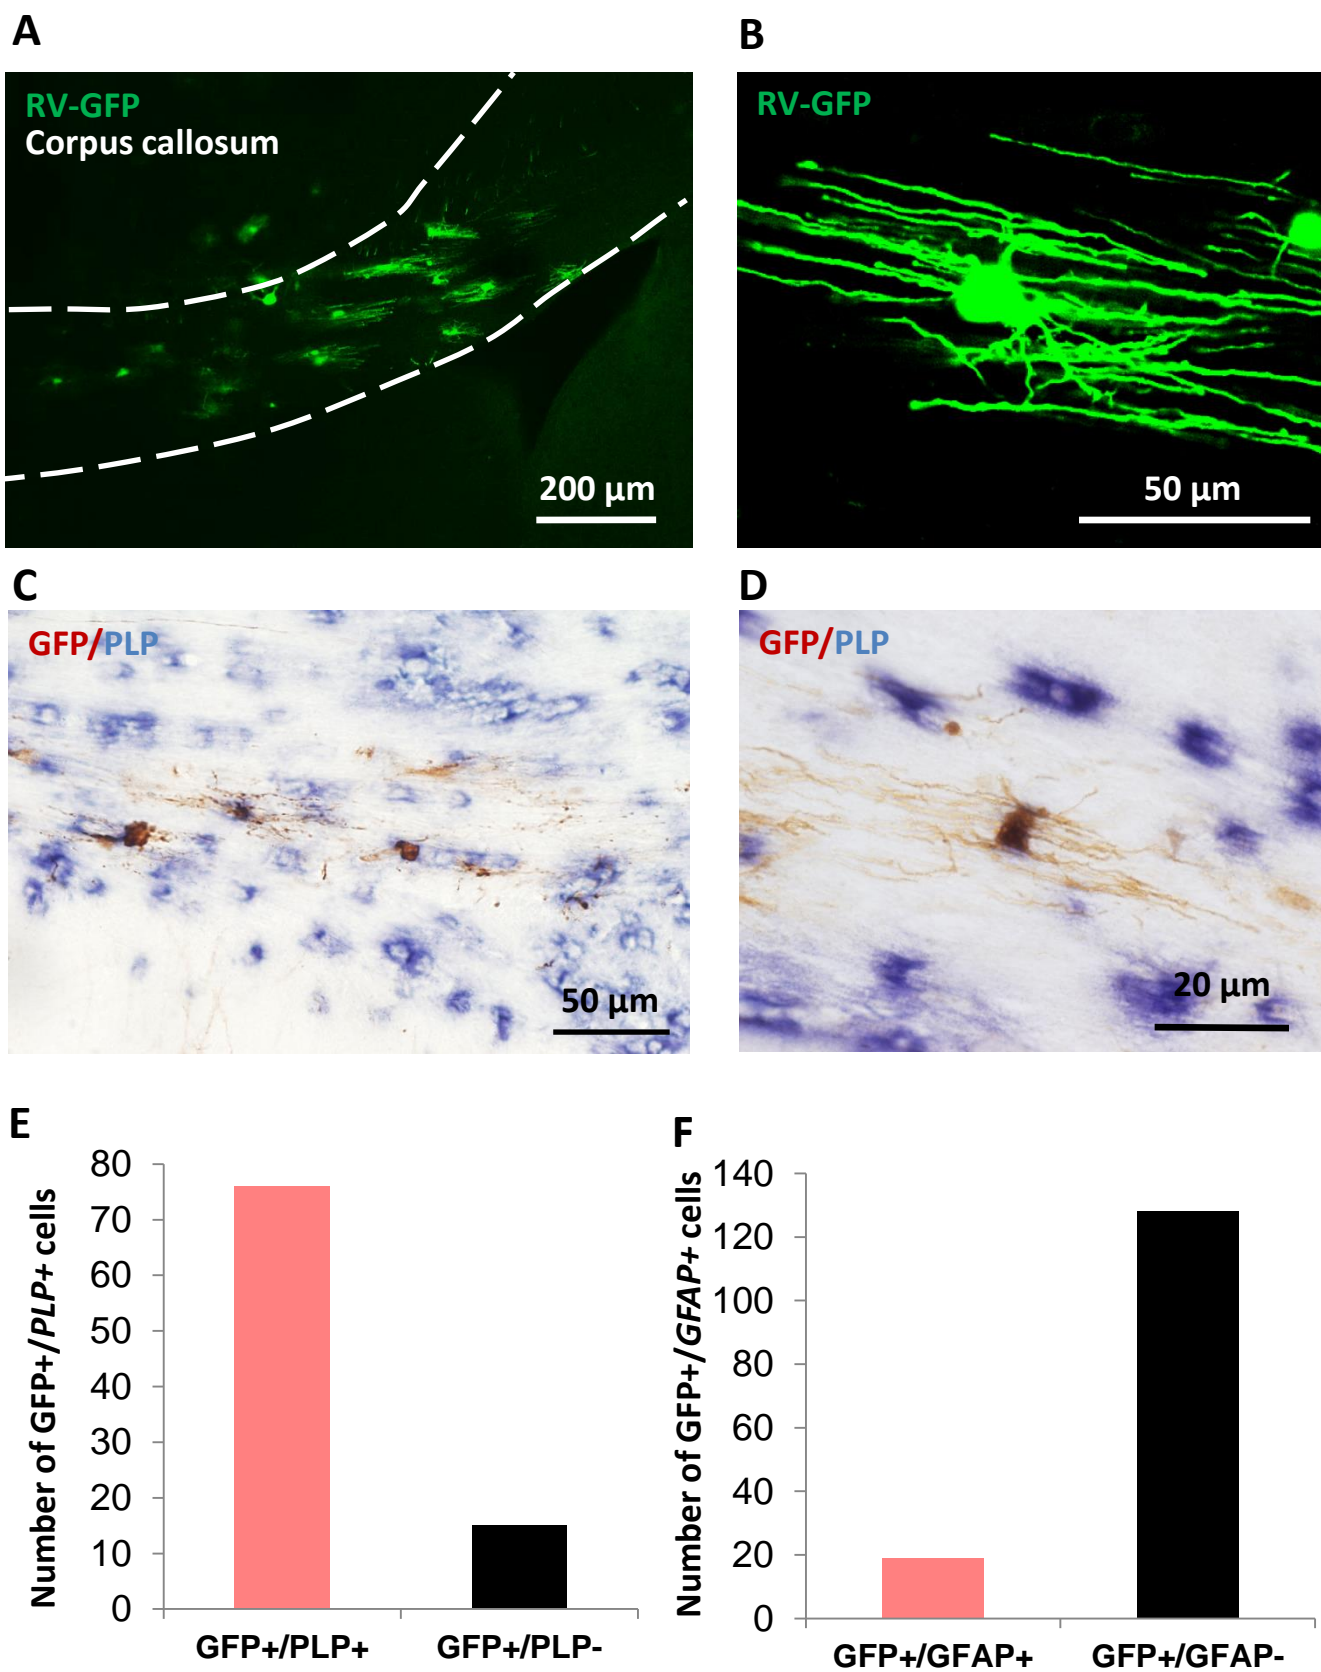 A
RV-GFP
Corpus callosum
200 µm
B
RV-GFP
50 µm
C
GFP/PLP
50 µm
D
GFP/PLP
20 µm
E
Number of GFP+/PLP+ cells
80
70
60
50
40
30
20
10
0
GFP+/PLP+ GFP+/PLP-
F
Number of GFP+/GFAP+ cells
140
120
100
80
60
40
20
0
GFP+/GFAP+ GFP+/GFAP-